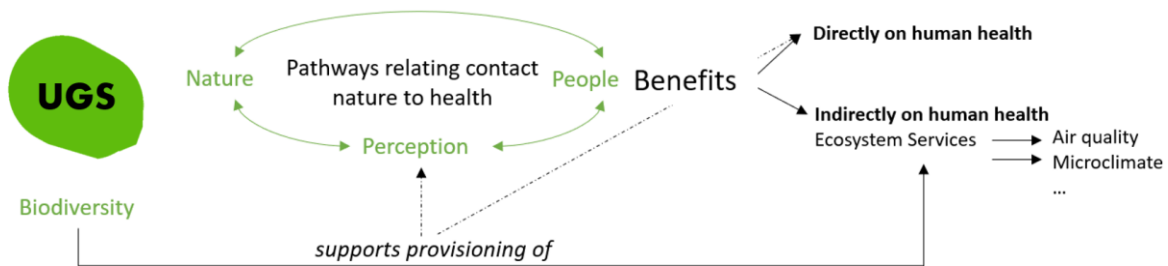 UGS
Biodiversity
Nature
Pathways relating contact
nature to health
People
Perception
supports provisioning of
Benefits
Directly on human health
Indirectly on human health
Ecosystem Services
Air quality
Microclimate
...